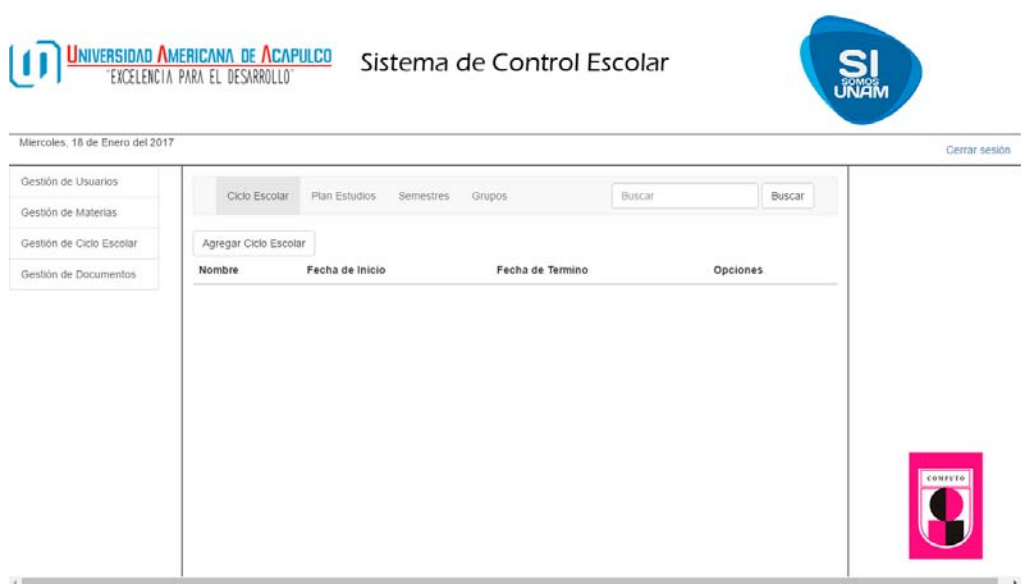 UNIVERSIDAD AMERICANA DE ACAPULCO
"EXCELENCIA PARA EL DESARROLLO"
Sistema de Control Escolar
SI
SOMOS
UNAM
Miercoles, 18 de Enero del 2017
Cerrar sesión
Gestión de Usuarios
Gestión de Materias
Gestión de Ciclo Escolar
Gestión de Documentos
Ciclo Escolar Plan Estudios Semestres Grupos Buscar Buscar
Agregar Ciclo Escolar
Nombre Fecha de Inicio Fecha de Termino Opciones
COMPUTO